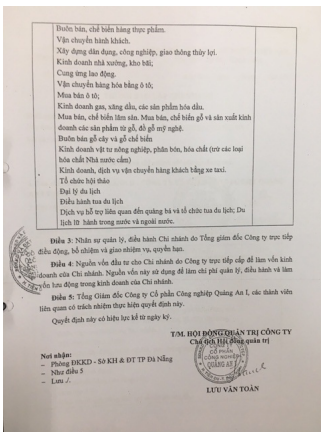 Buôn bán, chế biến hàng thực phẩm.
Vận chuyển hành khách.
Xây dựng dân dụng, công nghiệp, giao thông thủy lợi.
Kinh doanh nhà xưởng, kho bãi;
Cung ứng lao động.
Vận chuyển hàng hóa bằng ô tô;
Mua bán ô tô;
Kinh doanh gas, xăng dầu, các sản phẩm hóa dầu.
Mua bán, chế biến lâm sản. Mua bán, chế biến gỗ và sản xuất kinh
doanh các sản phẩm từ gỗ, đồ gỗ mỹ nghệ.
Buôn bán gỗ cây và gỗ chế biến
Kinh doanh vật tư nông nghiệp, phân bón, hóa chất (trừ các loại
hóa chất Nhà nước cấm)
Kinh doanh, dịch vụ vận chuyển hành khách bằng xe taxi.
Tổ chức hội thảo
Đại lý du lịch
Điều hành tua du lịch
Dịch vụ hỗ trợ liên quan đến quảng bá và tổ chức tua du lịch; Du
lịch lữ hành trong nước và ngoài nước.
Điều 3: Nhân sự quản lý, điều hành Chi nhánh do Tổng giám đốc Công ty trực tiếp
điều động, bổ nhiệm và giao nhiệm vụ, quyền hạn.
Điều 4: Nguồn vốn đầu tư cho Chi nhánh do Công ty trực tiếp cấp để làm vốn kinh
doanh của Chi nhánh. Nguồn vốn này sử dụng để làm chi phí quản lý, điều hành và làm
vốn lưu động trong kinh doanh của Chi nhánh.
Điều 5: Tổng Giám đốc Công ty Cổ phần Công nghiệp Quảng An I, các thành viên
liên quan có trách nhiệm thực hiện quyết định này.
Quyết định này có hiệu lực kể từ ngày ký.
T/M. HỘI ĐỒNG QUẢN TRỊ CÔNG TY
Chủ tịch Hội đồng quản trị
Nơi nhận:
- Phòng ĐKKD - Sở KH & ĐT TP Đà Nẵng
- Như điều 5
- Lưu ./.
CÔNG TY
CỔ PHẦN
CÔNG NGHIỆP
QUẢNG AN I
LƯU VĂN TOÀN